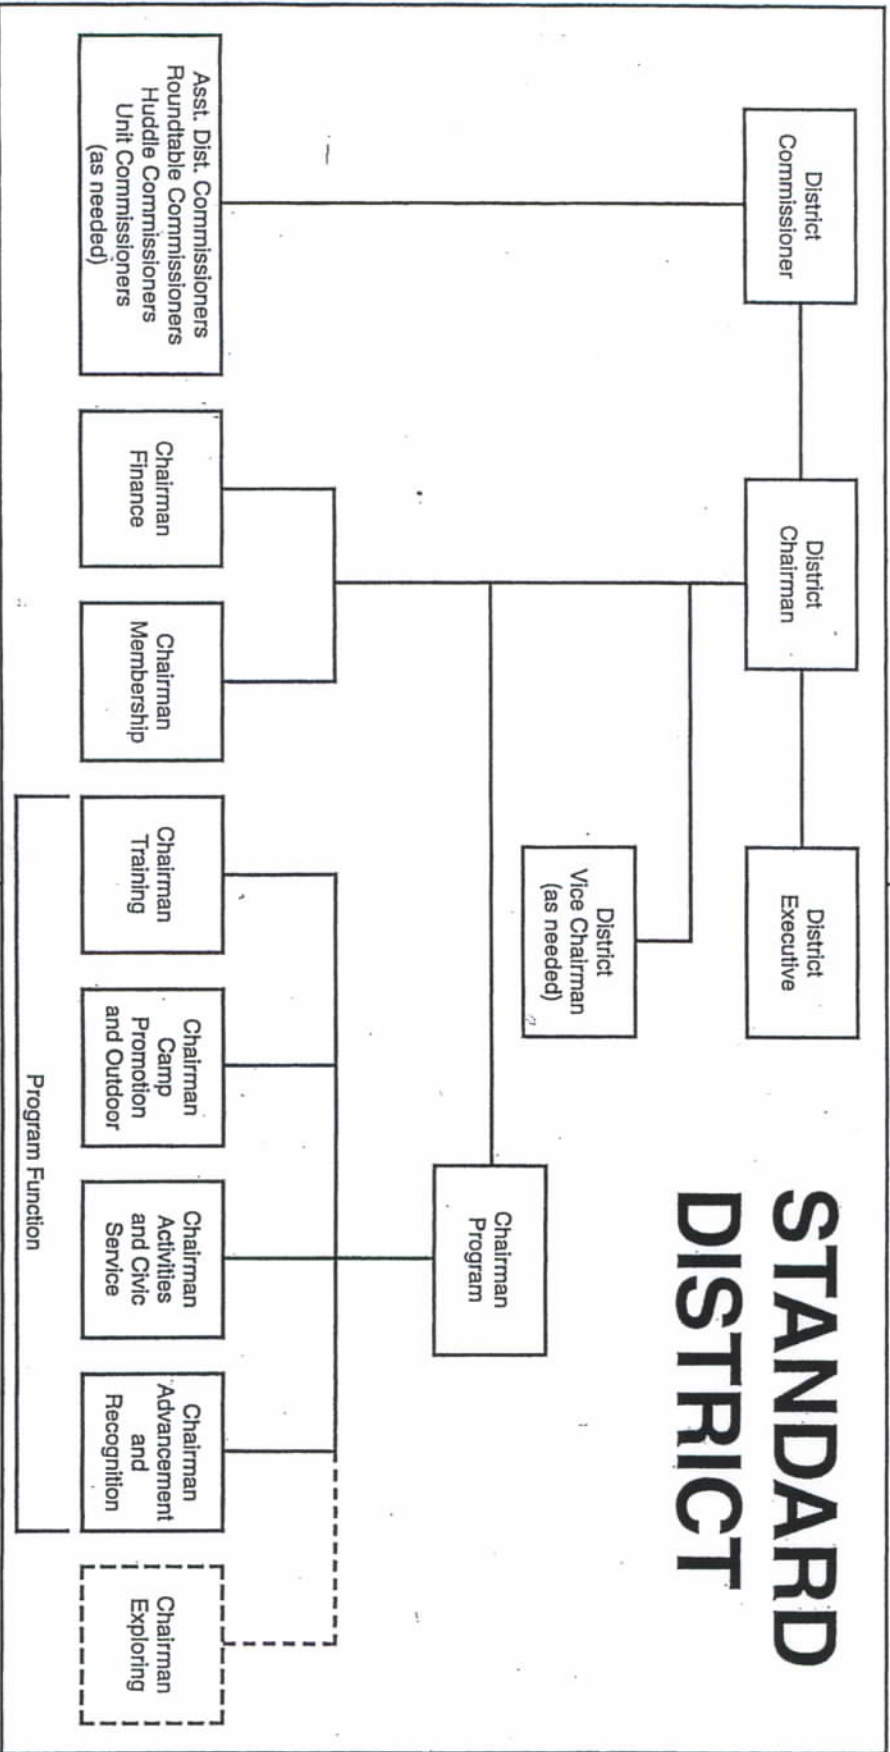 STANDARD
DISTRICT
District
Commissioner
District
Chairman
District
Executive
District
Vice Chairman
(as needed)
Chairman
Program
Asst. Dist. Commissioners
Roundtable Commissioners
Huddle Commissioners
Unit Commissioners
(as needed)
Chairman
Finance
Chairman
Membership
Chairman
Training
Chairman
Camp
Promotion
and Outdoor
Chairman
Activities
and Civic
Service
Chairman
Advancement
and
Recognition
Chairman
Exploring
Program Function